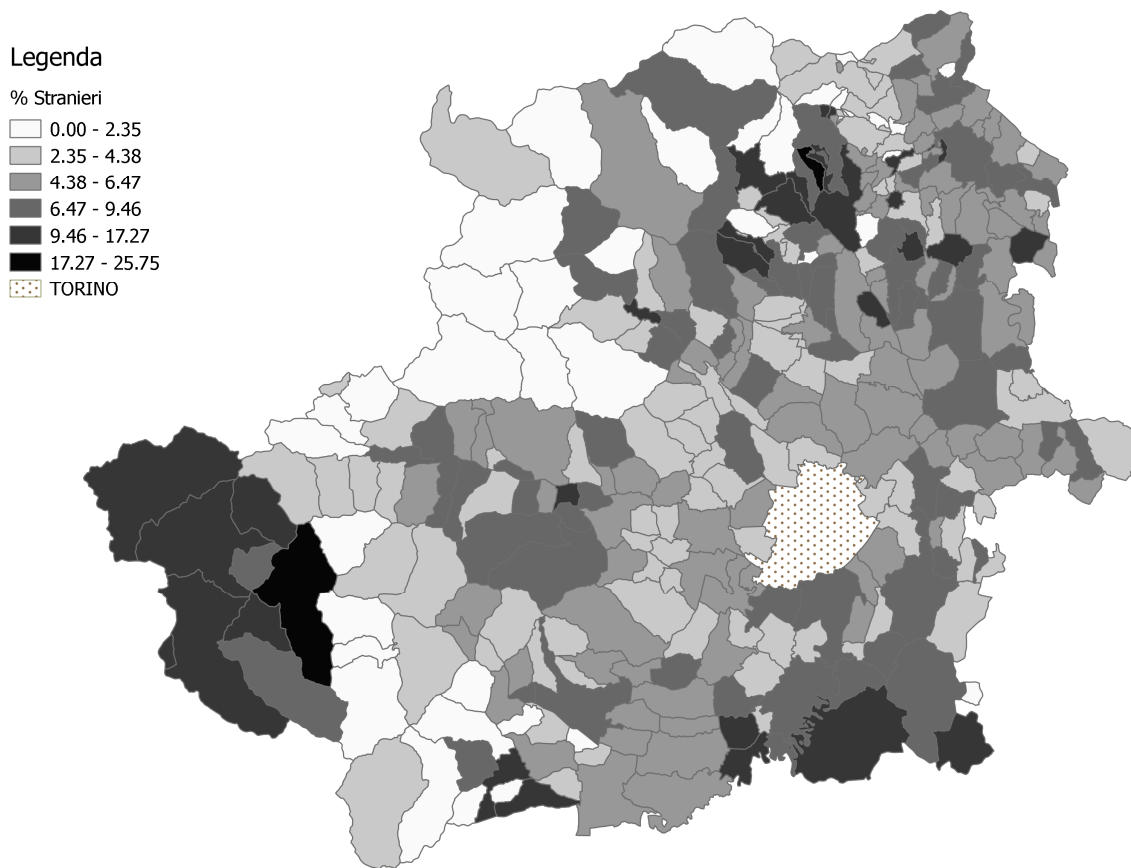 Legenda
% Stranieri
0.00 - 2.35
2.35 - 4.38
4.38 - 6.47
6.47 - 9.46
9.46 - 17.27
17.27 - 25.75
TORINO